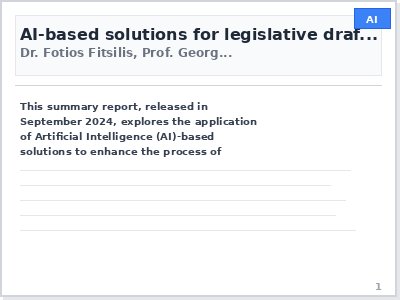 AI
AI-based solutions for legislative draf...
Dr. Fotios Fitsilis, Prof. Georg...
This summary report, released in
September 2024, explores the application
of Artificial Intelligence (AI)-based
solutions to enhance the process of
1